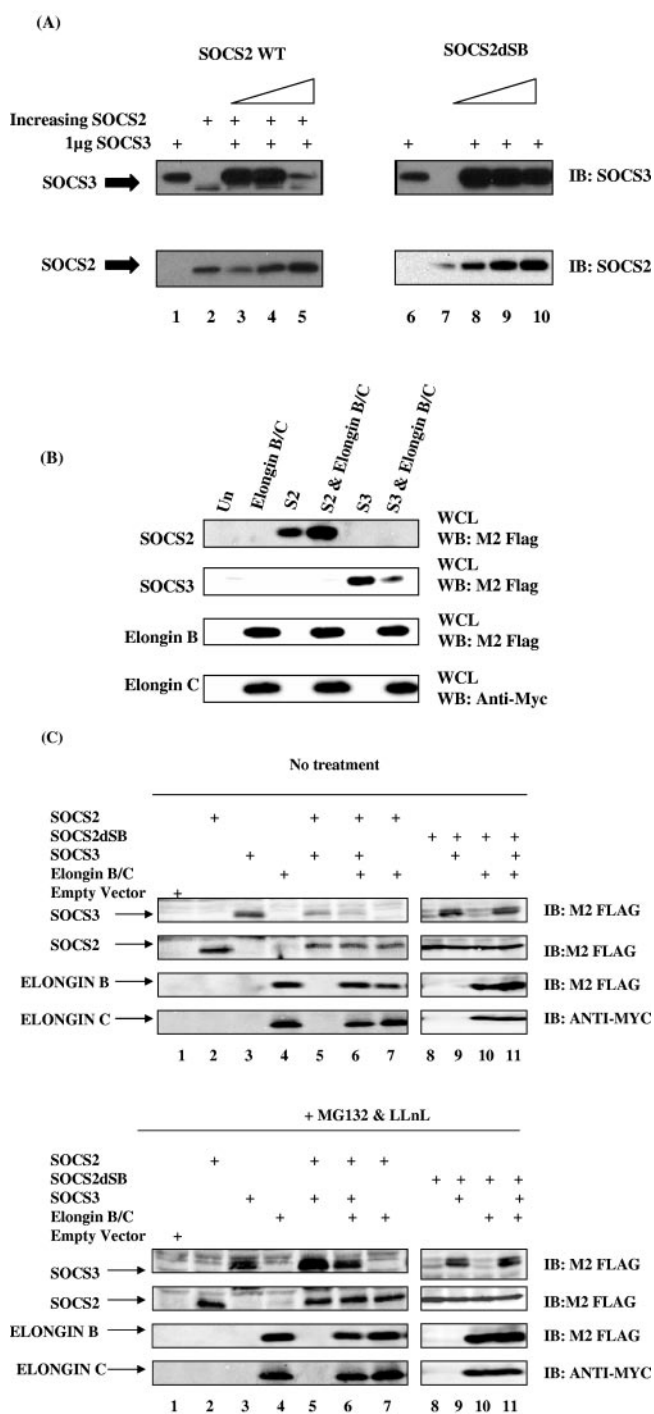 (A)
SOCS2 WT SOCS2dSB
Increasing SOCS2 + + + +
1µg SOCS3 + + + + + + + +
SOCS3 IB: SOCS3
SOCS2 IB: SOCS2
1 2 3 4 5 6 7 8 9 10
(B)
Un Elongin B/C S2 S2 & Elongin B/C S3 S3 & Elongin B/C
SOCS2 WCL
WB: M2 Flag
SOCS3 WCL
WB: M2 Flag
Elongin B WCL
WB: M2 Flag
Elongin C WCL
WB: Anti-Myc
(C)
No treatment
SOCS2 + + + +
SOCS2dSB + + + +
SOCS3 + + + + +
Elongin B/C + + + + +
Empty Vector +
SOCS3 IB: M2 FLAG
SOCS2 IB:M2 FLAG
ELONGIN B IB: M2 FLAG
ELONGIN C IB: ANTI-MYC
1 2 3 4 5 6 7 8 9 10 11
+ MG132 & LLnL
SOCS2 + + + +
SOCS2dSB + + + +
SOCS3 + + + + +
Elongin B/C + + + + +
Empty Vector +
SOCS3 IB: M2 FLAG
SOCS2 IB:M2 FLAG
ELONGIN B IB: M2 FLAG
ELONGIN C IB: ANTI-MYC
1 2 3 4 5 6 7 8 9 10 11